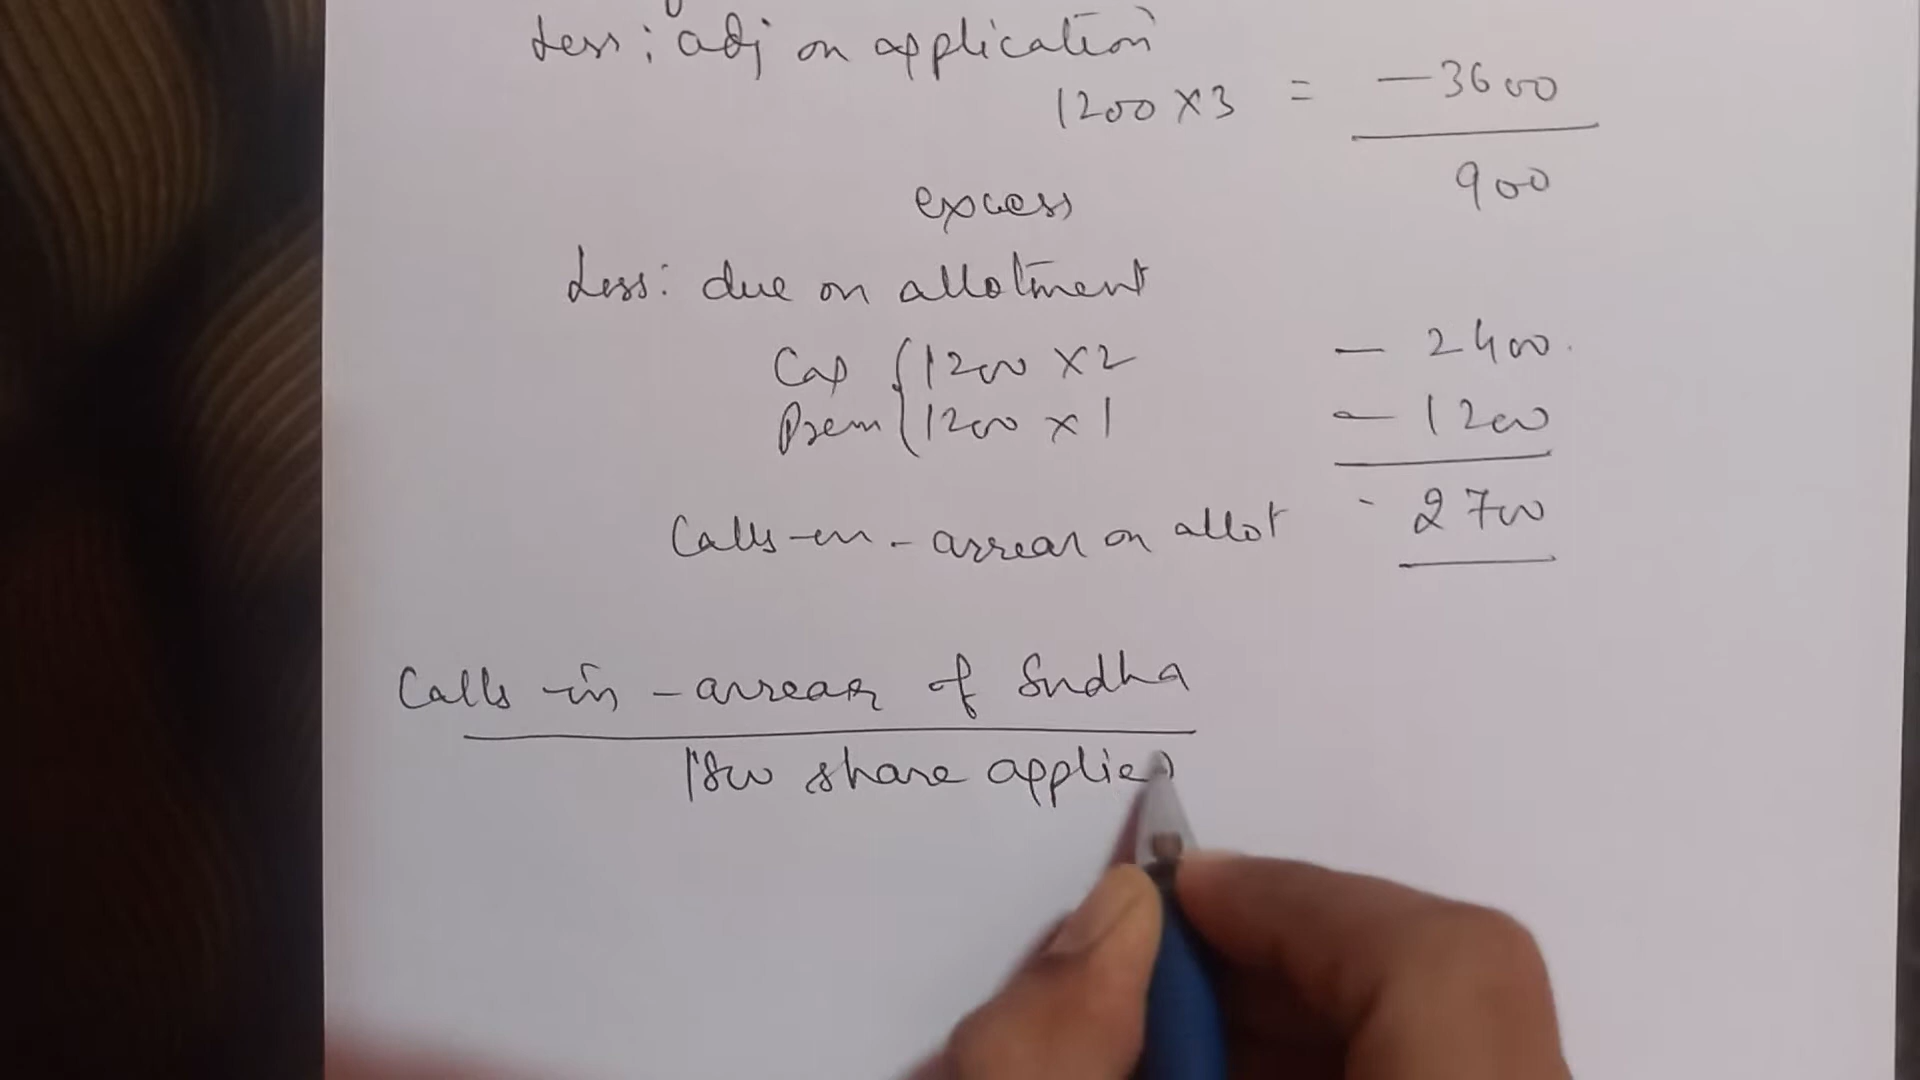 Less: adj on application
1200 x 3 = - 3600
900
excess
Less: due on allotment
Cap 1200 x 2 - 2400
Prem 1200 x 1 - 1200
Calls-in-arrear on allot - 2700
Calls-in-arrear of Sudha
1800 share applied